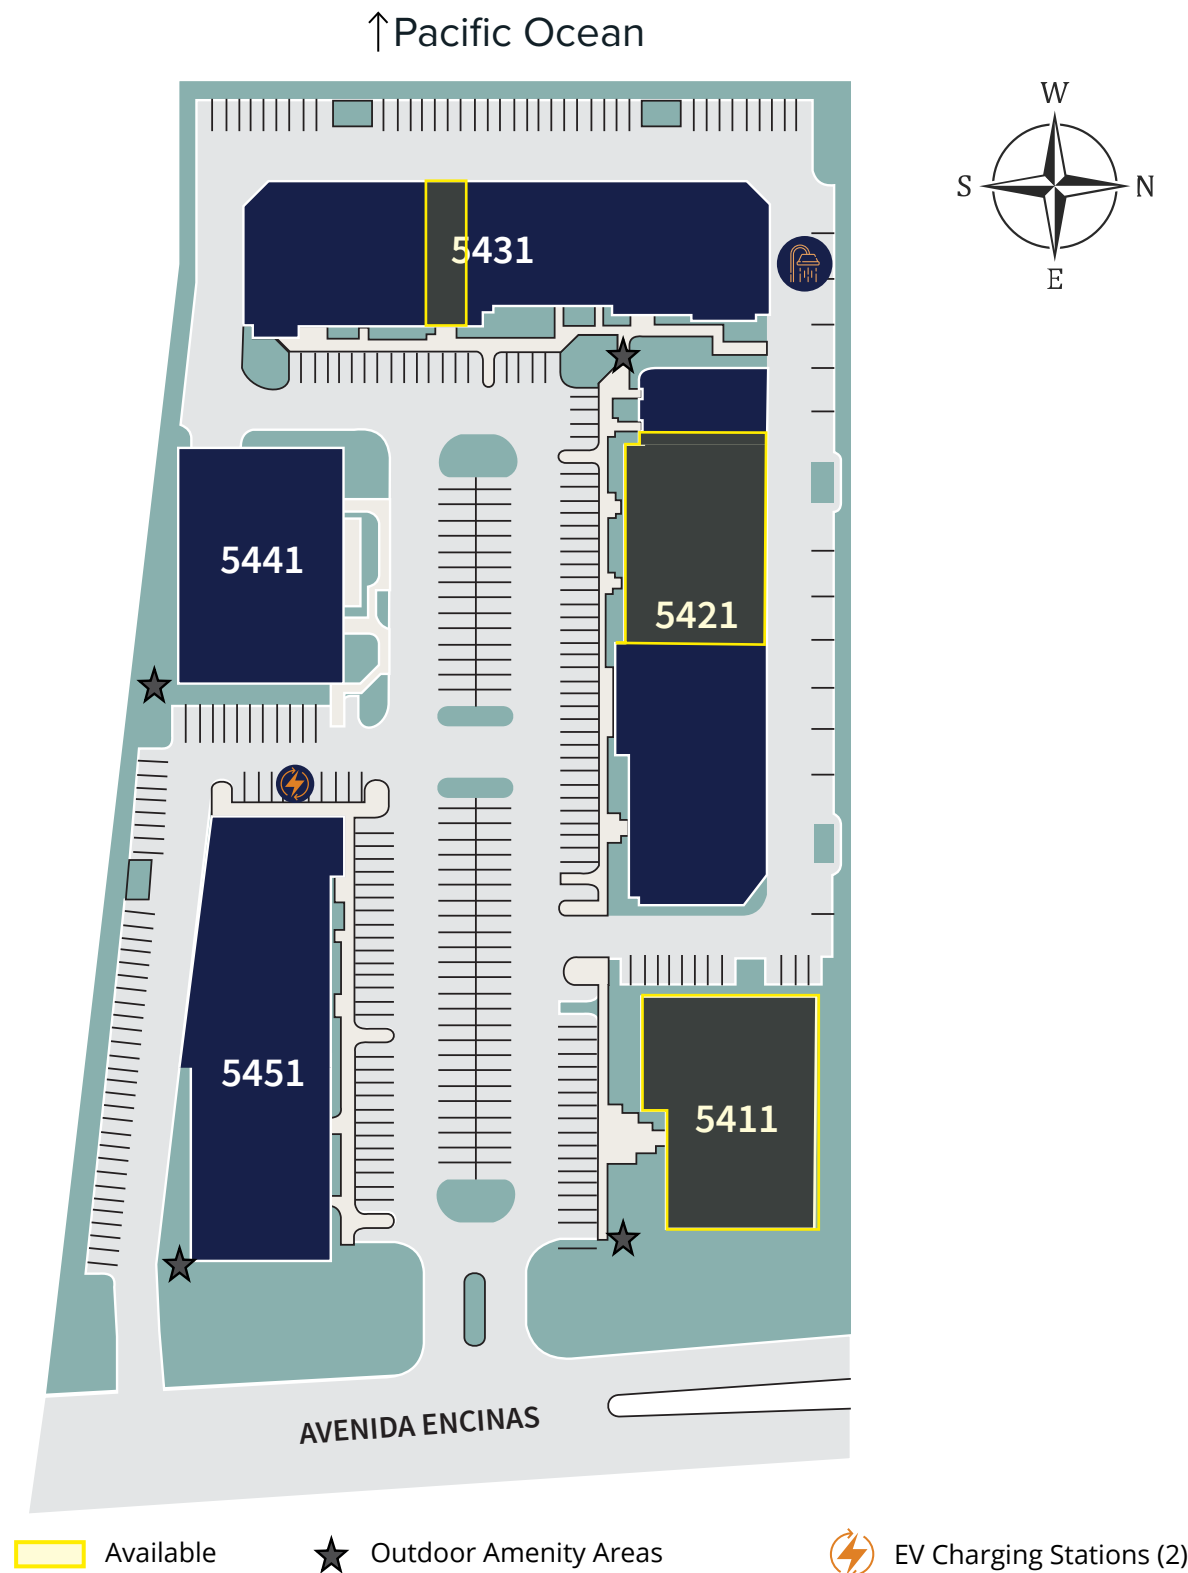 ↑Pacific Ocean
W
S
N
E
5431
5441
5421
5451
5411
AVENIDA ENCINAS
Available
Outdoor Amenity Areas
EV Charging Stations (2)